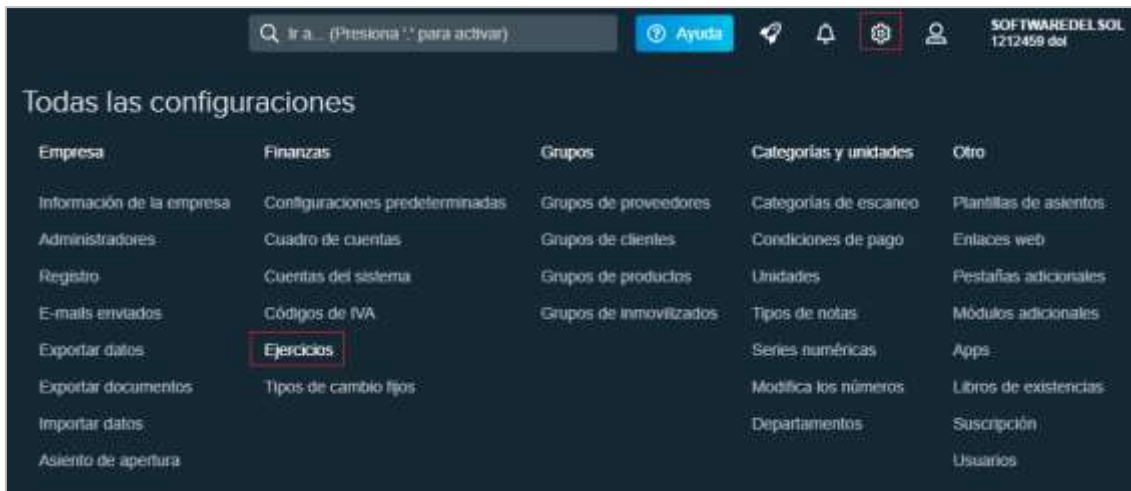 Ir a... (Presiona '.' para activar)
Ayuda
SOFTWAREDELSOL
1212459 dol
Todas las configuraciones
Empresa
Información de la empresa
Administradores
Registro
E-mails enviados
Exportar datos
Exportar documentos
Importar datos
Asiento de apertura
Finanzas
Configuraciones predeterminadas
Cuadro de cuentas
Cuentas del sistema
Códigos de IVA
Ejercicios
Tipos de cambio fijos
Grupos
Grupos de proveedores
Grupos de clientes
Grupos de productos
Grupos de inmovilizados
Categorías y unidades
Categorías de escaneo
Condiciones de pago
Unidades
Tipos de notas
Series numéricas
Modifica los números
Departamentos
Otro
Plantillas de asientos
Enlaces web
Pestañas adicionales
Módulos adicionales
Apps
Libros de existencias
Suscripción
Usuarios